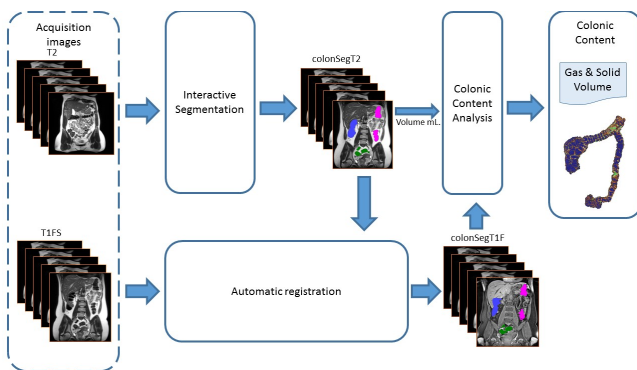 Acquisition
images
T2
Interactive
Segmentation
colonSegT2
Volume mL.
Colonic
Content
Analysis
Colonic
Content
Gas & Solid
Volume
T1FS
Automatic registration
colonSegT1F